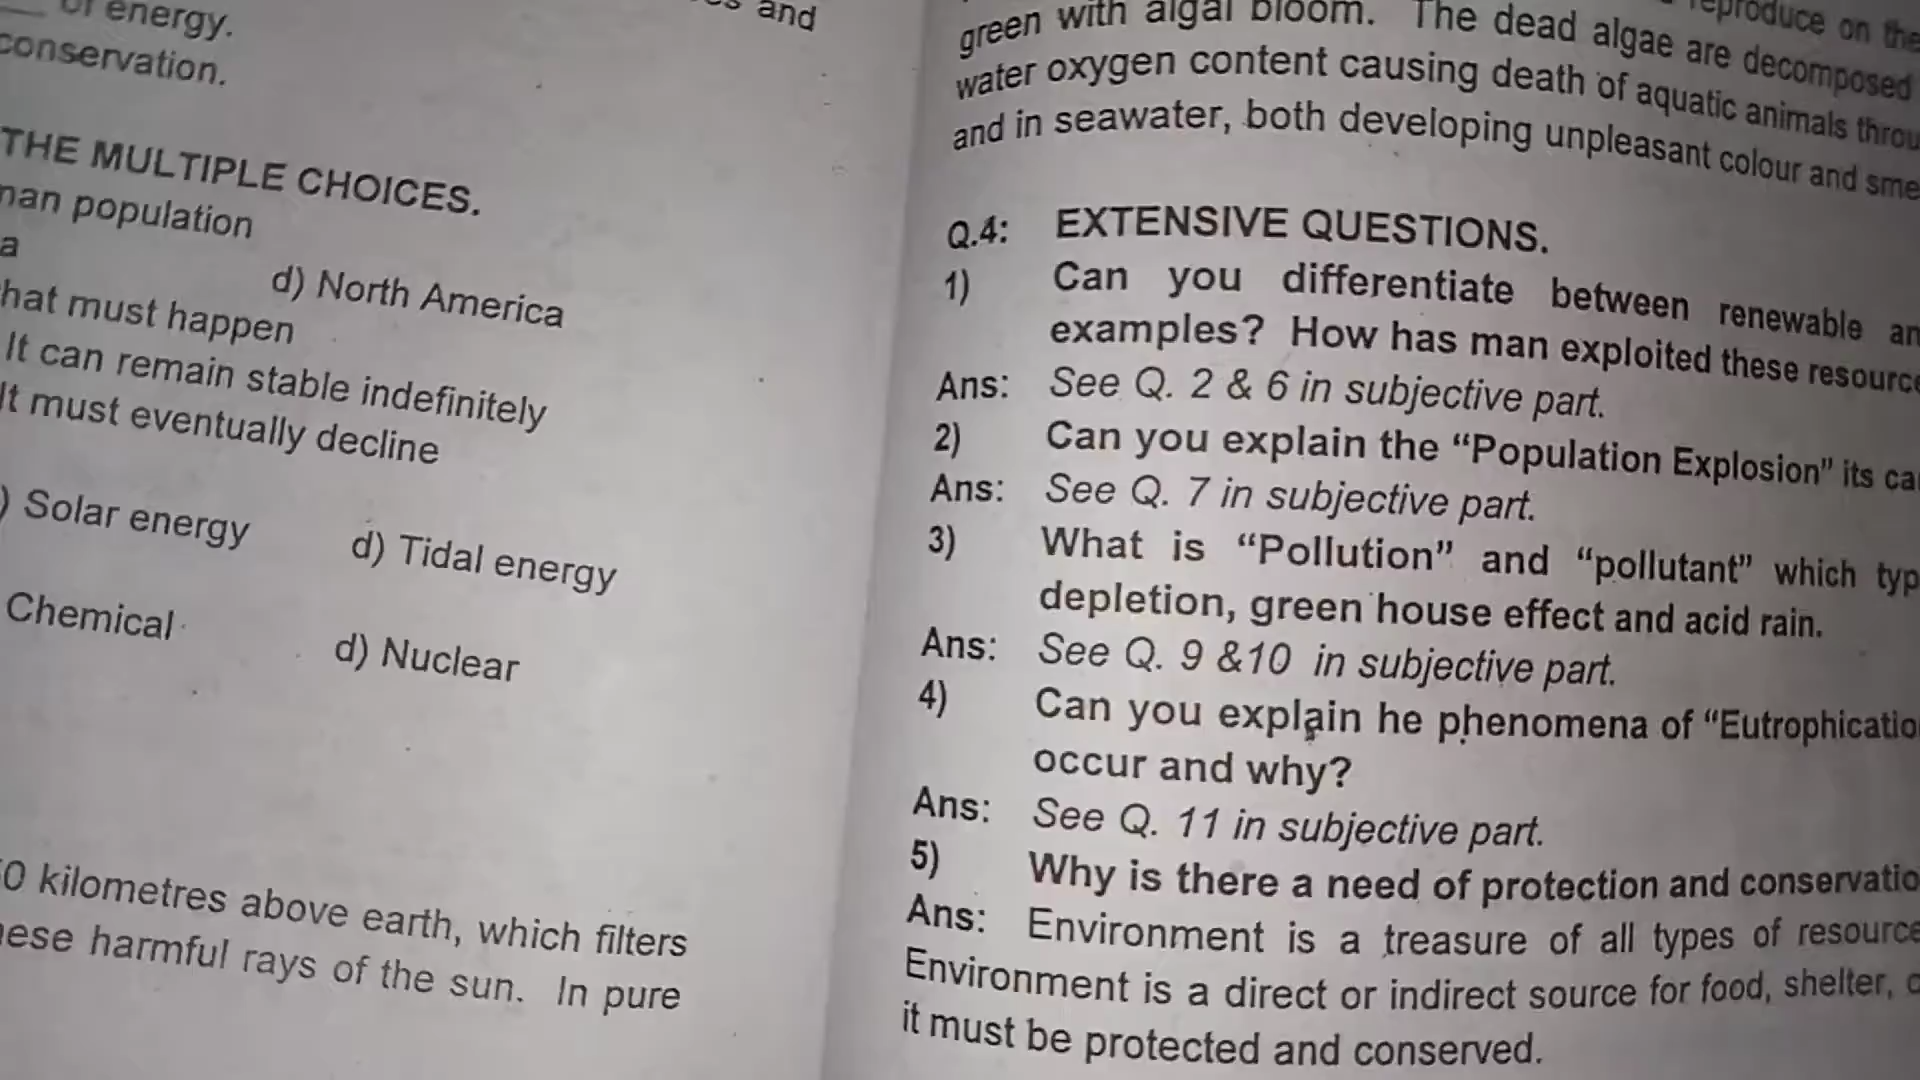 of energy.
conservation.
and
THE MULTIPLE CHOICES.
population
a
d) North America
must happen
It can remain stable indefinitely
It must eventually decline
) Solar energy
d) Tidal energy
Chemical
d) Nuclear
kilometres above earth, which filters
harmful rays of the sun. In pure
on the
green with algal bloom. The dead algae are decomposed
water oxygen content causing death of aquatic animals
and in seawater, both developing unpleasant colour and
Q.4: EXTENSIVE QUESTIONS.
1) Can you differentiate between renewable
examples? How has man exploited these
Ans: See Q. 2 & 6 in subjective part.
2) Can you explain the “Population Explosion” its
Ans: See Q. 7 in subjective part.
3) What is “Pollution” and “pollutant” which
depletion, green house effect and acid rain.
Ans: See Q. 9 &10 in subjective part.
4) Can you explain he phenomena of
occur and why?
Ans: See Q. 11 in subjective part.
5) Why is there a need of protection and
Ans: Environment is a treasure of all types of
Environment is a direct or indirect source for food, shelter,
it must be protected and conserved.